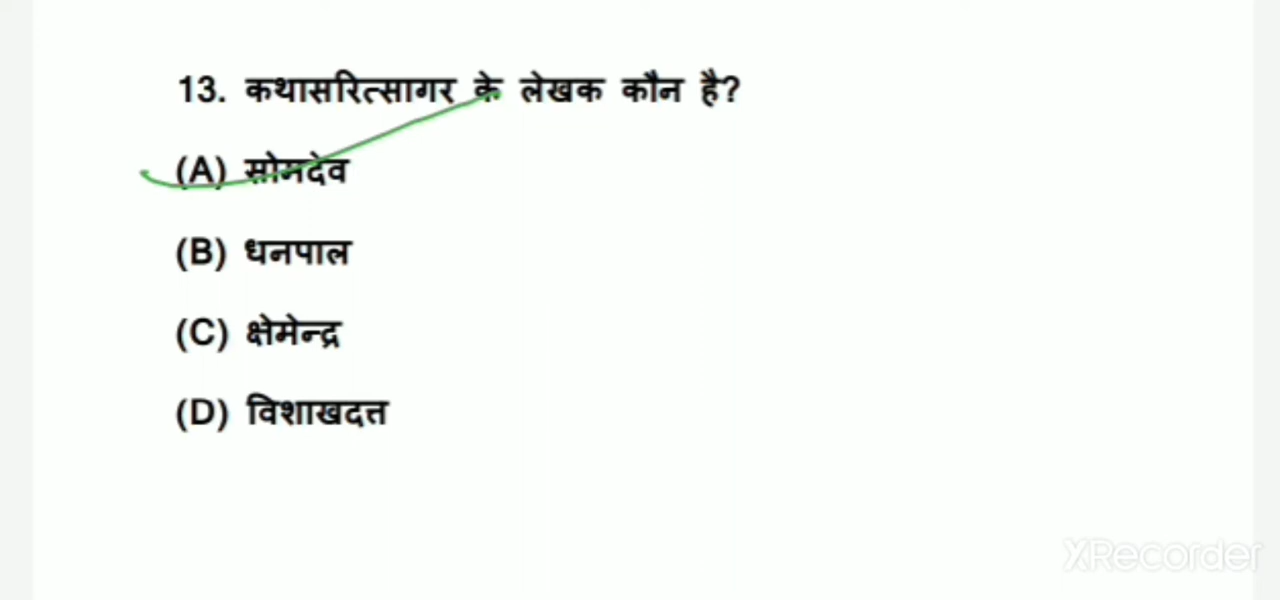 13. कथासरित्सागर के लेखक कौन है?
(A) सोमदेव
(B) धनपाल
(C) क्षेमेन्द्र
(D) विशाखदत्त
XRecorder